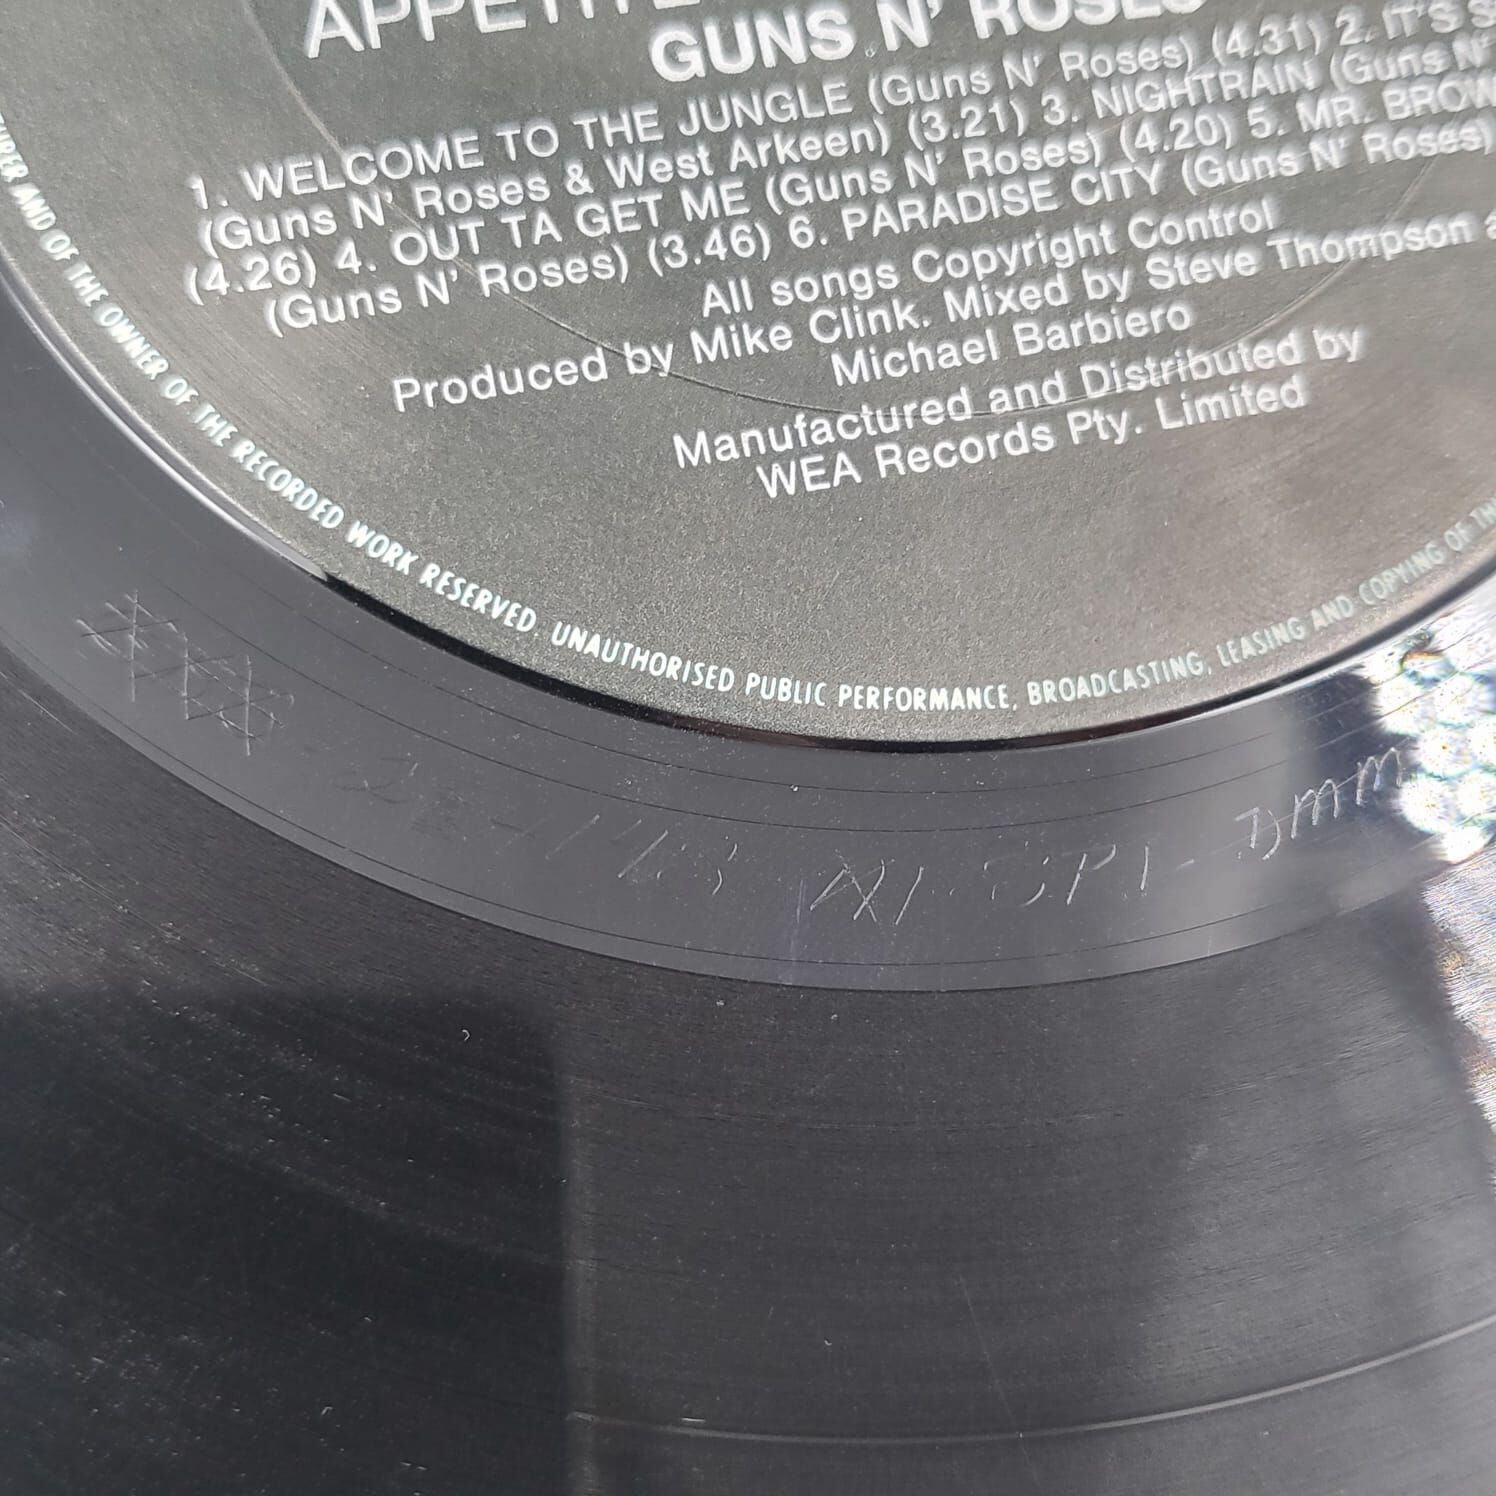 GUNS N' ROSES
1. WELCOME TO THE JUNGLE (Guns N' Roses) (4.31) 2. IT'S S
(Guns N' Roses & West Arkeen) (3.21) 3. NIGHTRAIN (Guns N'
(4.26) 4. OUT TA GET ME (Guns N' Roses) (4.20) 5. MR. BROW
(Guns N' Roses) (3.46) 6. PARADISE CITY (Guns N' Roses)
All songs Copyright Control
Produced by Mike Clink. Mixed by Steve Thompson a
Michael Barbiero
Manufactured and Distributed by
WEA Records Pty. Limited
AND OF THE OWNER OF THE RECORDED WORK RESERVED. UNAUTHORISED PUBLIC PERFORMANCE, BROADCASTING, LEASING AND COPYING OF TH
DMM